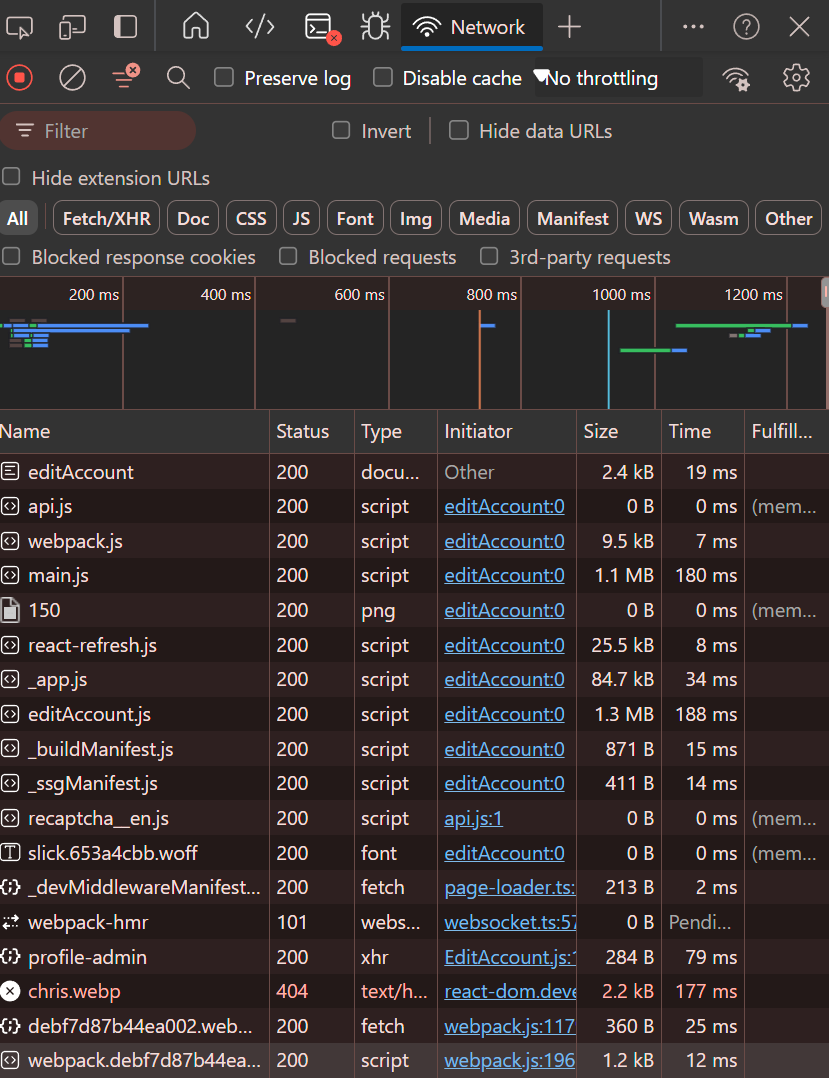 Network
Preserve log Disable cache No throttling
Filter Invert Hide data URLs
Hide extension URLs
All Fetch/XHR Doc CSS JS Font Img Media Manifest WS Wasm Other
Blocked response cookies Blocked requests 3rd-party requests
200 ms 400 ms 600 ms 800 ms 1000 ms 1200 ms
Name Status Type Initiator Size Time Fulfill...
editAccount 200 docu... Other 2.4 kB 19 ms
api.js 200 script editAccount:0 0 B 0 ms (mem...
webpack.js 200 script editAccount:0 9.5 kB 7 ms
main.js 200 script editAccount:0 1.1 MB 180 ms
150 200 png editAccount:0 0 B 0 ms (mem...
react-refresh.js 200 script editAccount:0 25.5 kB 8 ms
_app.js 200 script editAccount:0 84.7 kB 34 ms
editAccount.js 200 script editAccount:0 1.3 MB 188 ms
_buildManifest.js 200 script editAccount:0 871 B 15 ms
_ssgManifest.js 200 script editAccount:0 411 B 14 ms
recaptcha__en.js 200 script api.js:1 0 B 0 ms (mem...
slick.653a4cbb.woff 200 font editAccount:0 0 B 0 ms (mem...
_devMiddlewareManifest... 200 fetch page-loader.ts: 213 B 2 ms
webpack-hmr 101 webs... websocket.ts:57 0 B Pendi...
profile-admin 200 xhr EditAccount.js:1 284 B 79 ms
chris.webp 404 text/h... react-dom.deve 2.2 kB 177 ms
debf7d87b44ea002.web... 200 fetch webpack.js:117 360 B 25 ms
webpack.debf7d87b44ea... 200 script webpack.js:196 1.2 kB 12 ms